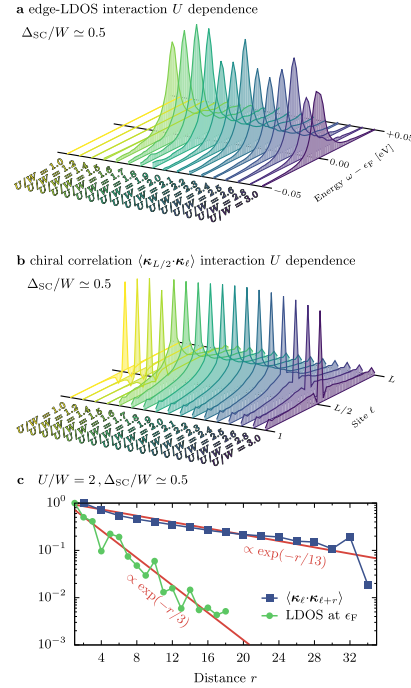 a edge-LDOS interaction U dependence
Δ_SC/W ≃ 0.5
+0.05
0.00
−0.05
Energy ω − ϵ_F [eV]
U/W = 1.0
U/W = 3.0
b chiral correlation ⟨κ_{L/2}·κ_ℓ⟩ interaction U dependence
Δ_SC/W ≃ 0.5
L
L/2
1
Site ℓ
U/W = 1.0
U/W = 3.0
c U/W = 2, Δ_SC/W ≃ 0.5
10^0
10^−1
10^−2
10^−3
∝ exp(−r/13)
∝ exp(−r/3)
⟨κ_ℓ·κ_{ℓ+r}⟩
LDOS at ϵ_F
4 8 12 16 20 24 28 32
Distance r